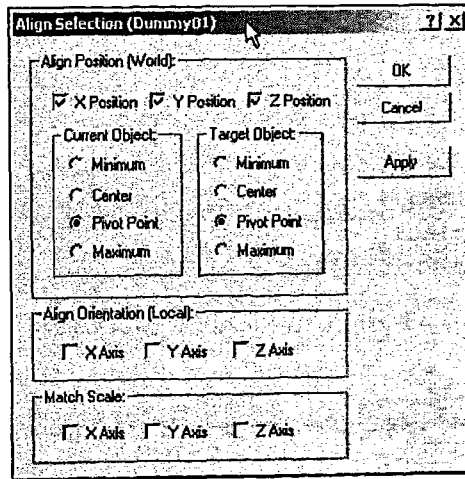 Align Selection (Dummy01)
Align Position (World):
X Position Y Position Z Position
Current Object:
Minimum
Center
Pivot Point
Maximum
Target Object:
Minimum
Center
Pivot Point
Maximum
OK
Cancel
Apply
Align Orientation (Local):
X Axis Y Axis Z Axis
Match Scale:
X Axis Y Axis Z Axis